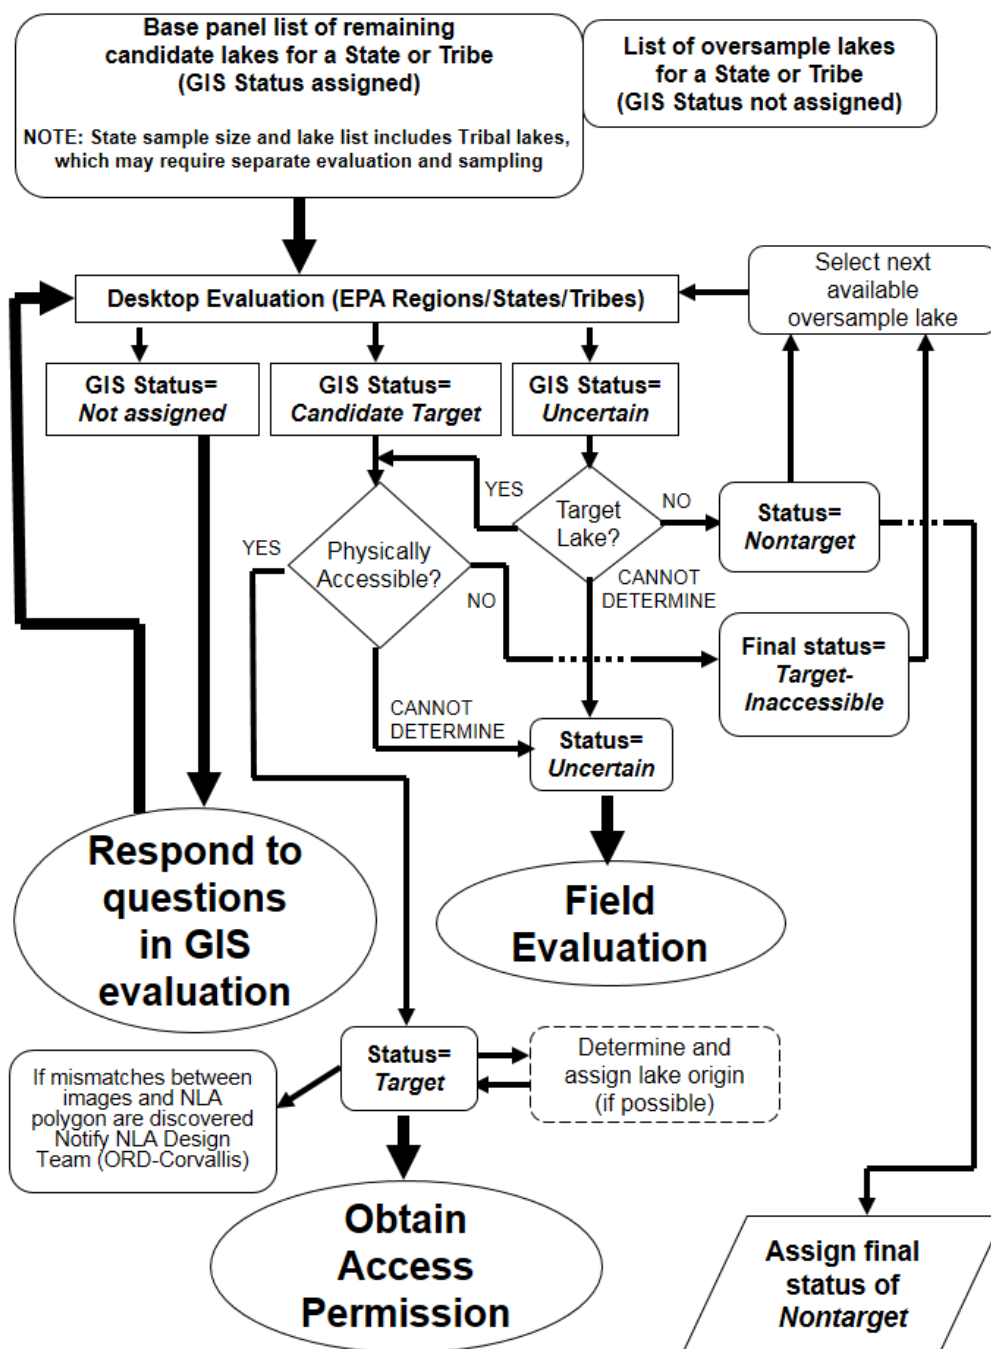 Base panel list of remaining
candidate lakes for a State or Tribe
(GIS Status assigned)
NOTE: State sample size and lake list includes Tribal lakes,
which may require separate evaluation and sampling
List of oversample lakes
for a State or Tribe
(GIS Status not assigned)
Select next
available
oversample lake
Desktop Evaluation (EPA Regions/States/Tribes)
GIS Status=
Not assigned
GIS Status=
Candidate Target
GIS Status=
Uncertain
YES
Target
Lake?
NO
Status=
Nontarget
YES
Physically
Accessible?
NO
CANNOT
DETERMINE
Final status=
Target-
Inaccessible
CANNOT
DETERMINE
Status=
Uncertain
Respond to
questions
in GIS
evaluation
Field
Evaluation
Status=
Target
Determine and
assign lake origin
(if possible)
If mismatches between
images and NLA
polygon are discovered
Notify NLA Design
Team (ORD-Corvallis)
Obtain
Access
Permission
Assign final
status of
Nontarget